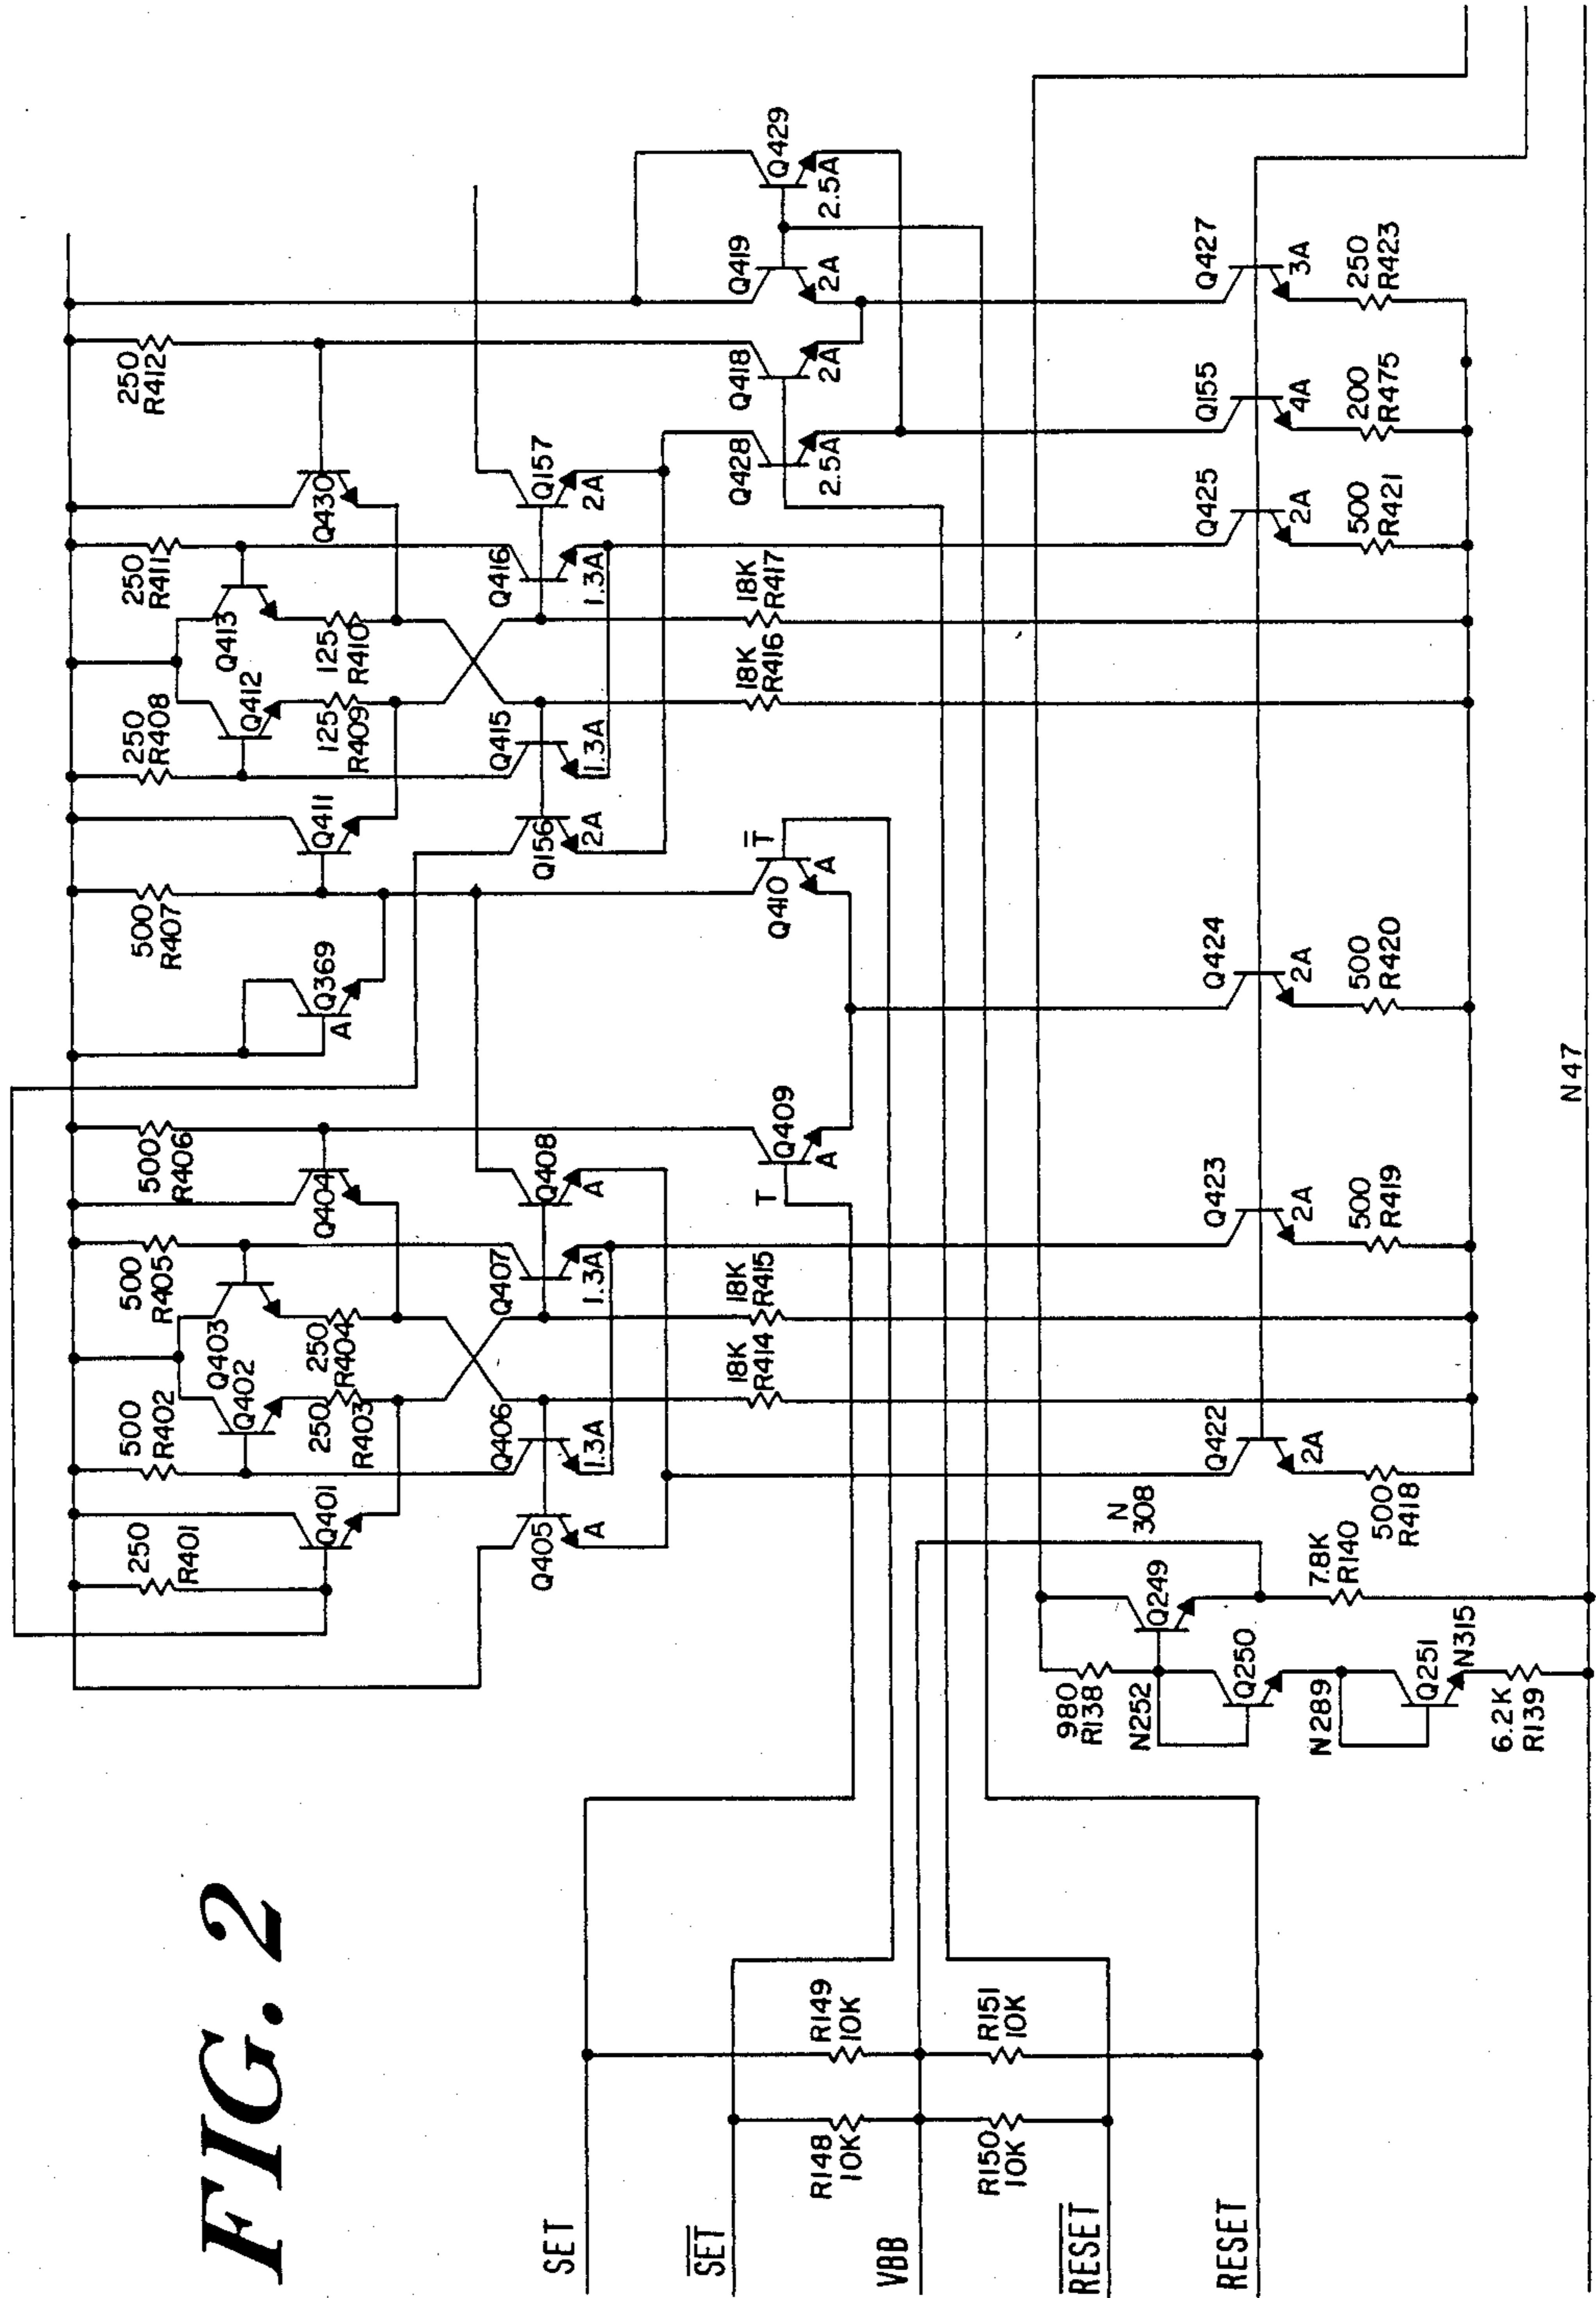 FIG. 2
250
R401
Q401
500
R402
Q402
Q403
250
R403
250
R404
500
R405
Q404
500
R406
Q369
A
500
R407
Q411
250
R408
Q412
125
R409
Q413
125
R410
250
R411
Q430
250
R412
Q405
A
Q406
1.3A
Q407
1.3A
Q408
A
Q156
2A
Q415
1.3A
Q416
1.3A
Q157
2A
18K
R414
18K
R415
T
Q409
A
Q410
T̅
A
18K
R416
18K
R417
Q428
2.5A
Q418
2A
Q419
2A
Q429
2.5A
SET
S̅E̅T̅
VBB
R̅E̅S̅E̅T̅
RESET
R148
10K
R149
10K
R150
10K
R151
10K
980
R138
N252
Q250
Q249
N
308
N289
Q251
N315
6.2K
R139
7.8K
R140
Q422
2A
500
R418
Q423
2A
500
R419
Q424
2A
500
R420
Q425
2A
500
R421
Q155
4A
200
R475
Q427
3A
250
R423
N47